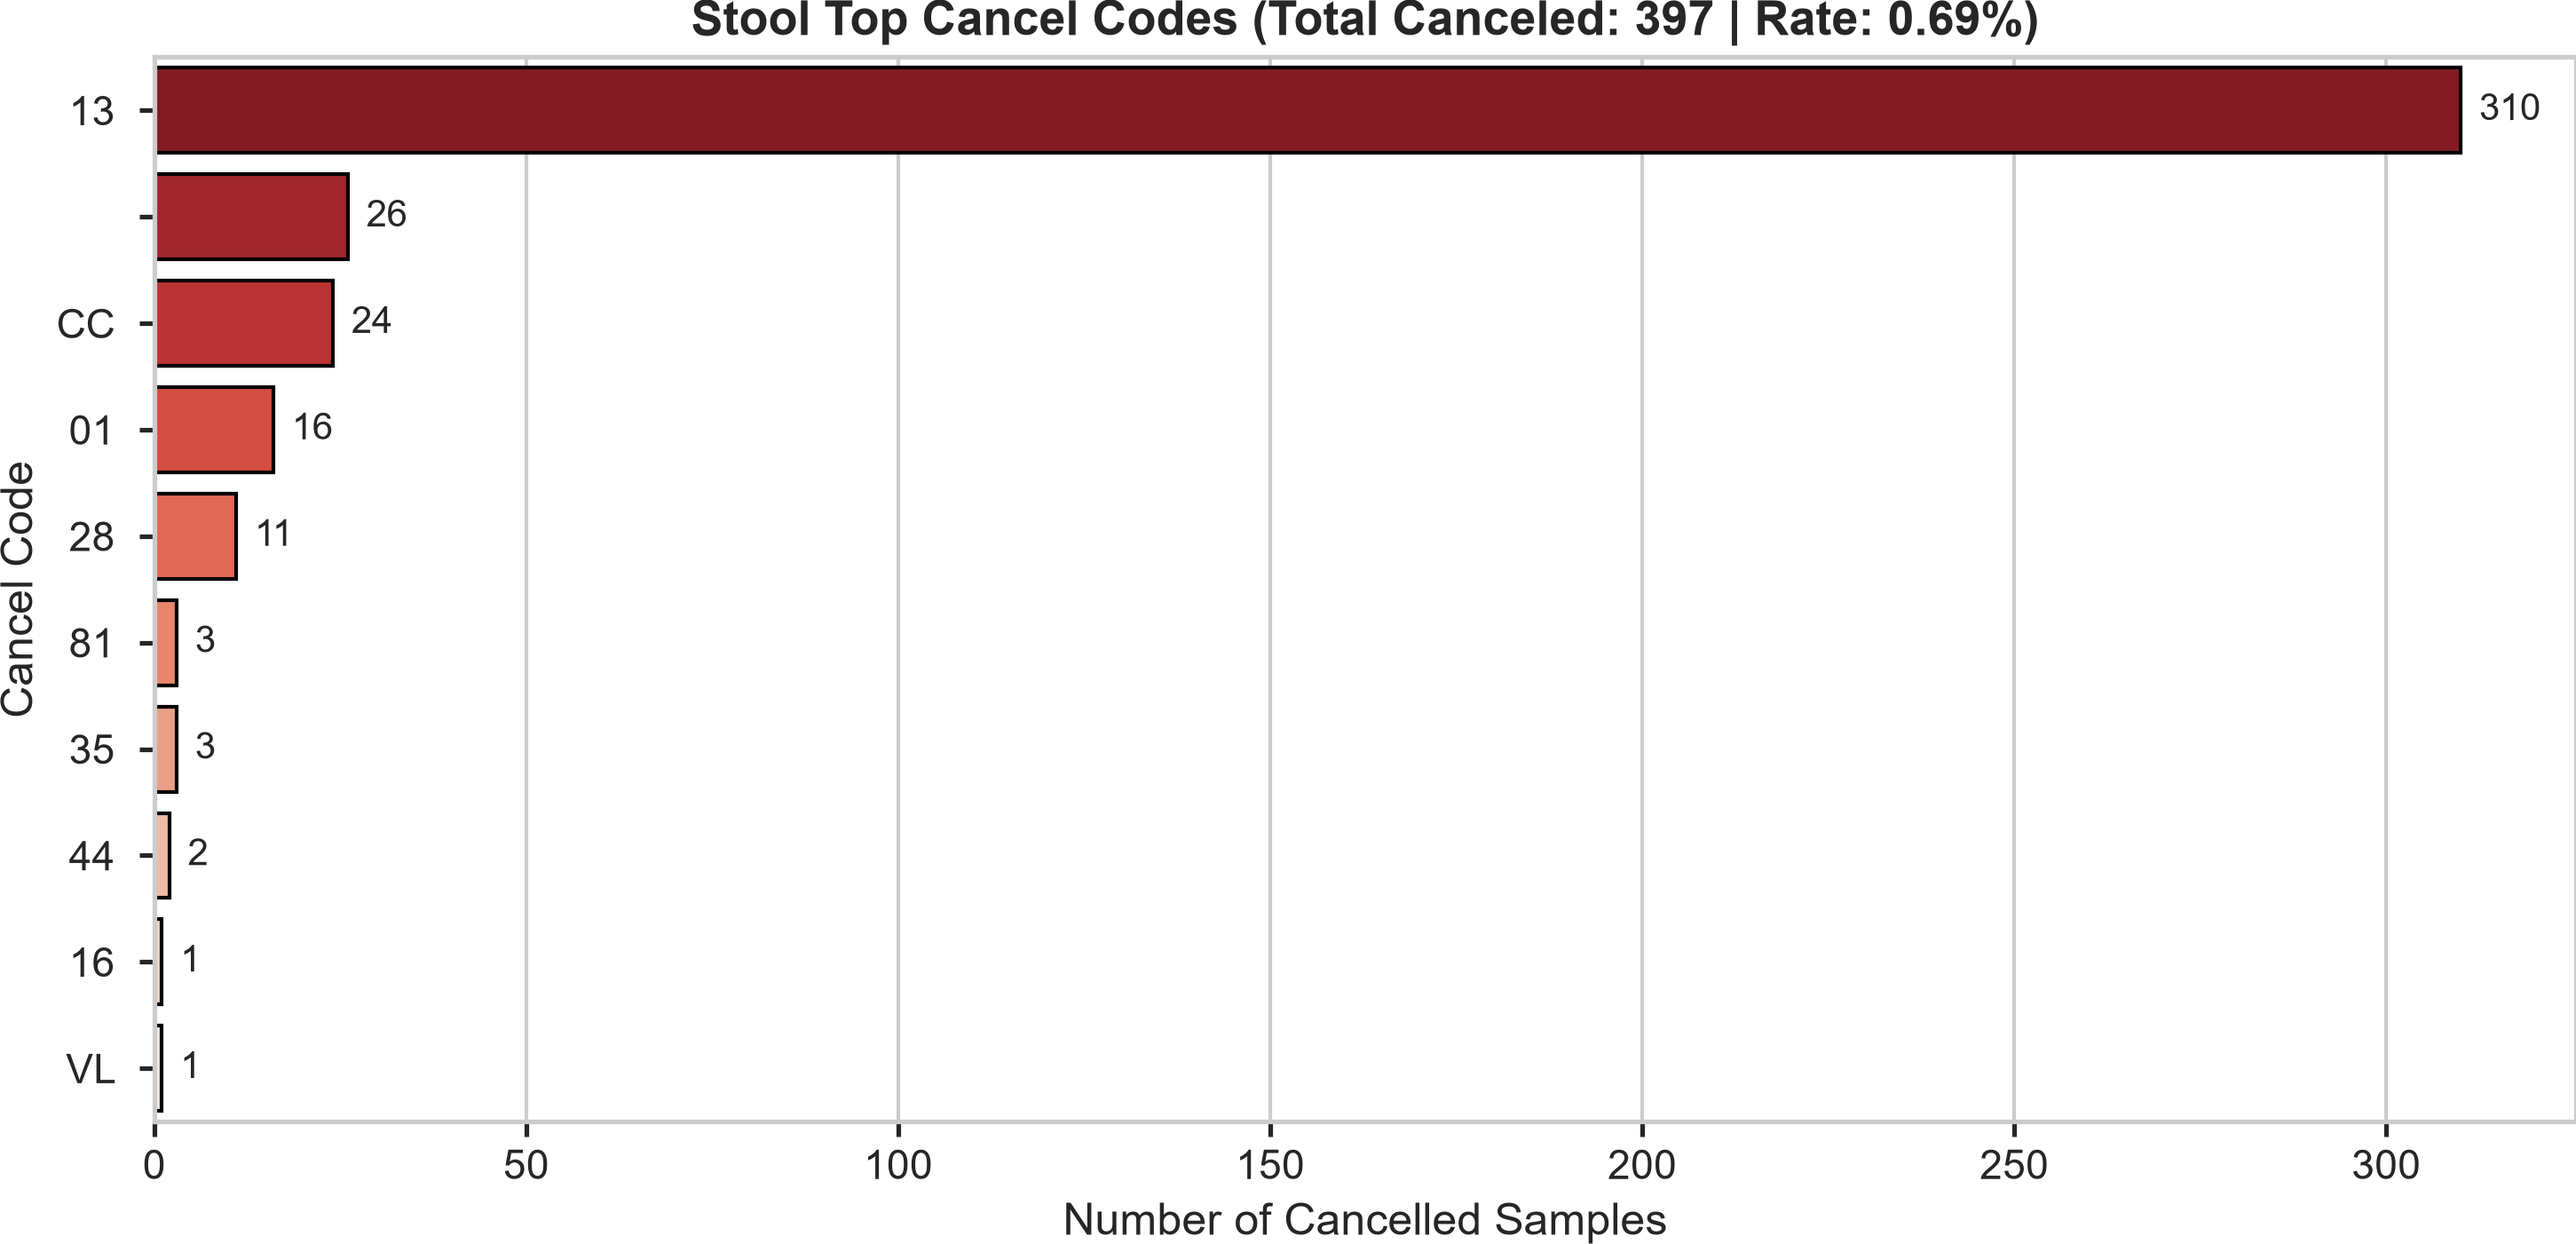 Stool Top Cancel Codes (Total Canceled: 397 | Rate: 0.69%)
13 310
26
CC 24
01 16
28 11
81 3
35 3
44 2
16 1
VL 1
Cancel Code
0 50 100 150 200 250 300
Number of Cancelled Samples